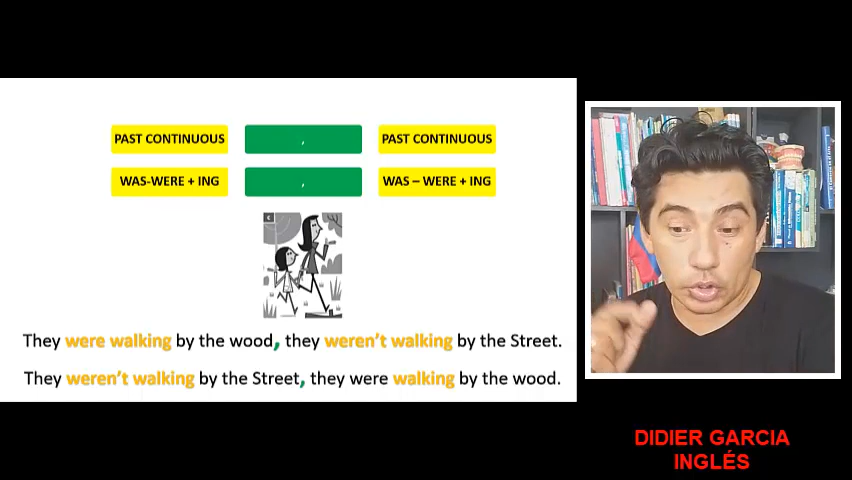 PAST CONTINUOUS , PAST CONTINUOUS
WAS-WERE + ING , WAS – WERE + ING
They were walking by the wood, they weren't walking by the Street.
They weren't walking by the Street, they were walking by the wood.
DIDIER GARCIA
INGLÉS